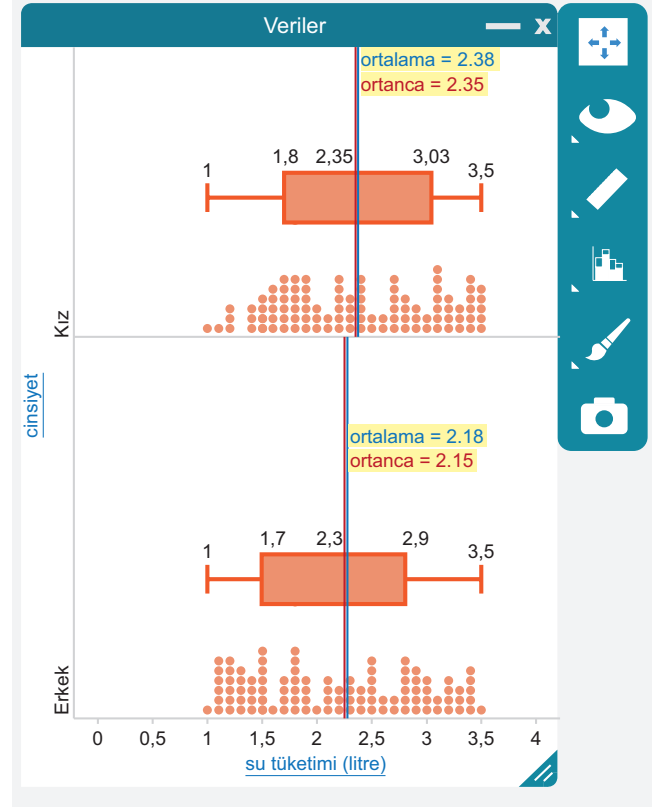 Veriler
x
ortalama = 2.38
ortanca = 2.35
1 1,8 2,35 3,03 3,5
Kız
cinsiyet
ortalama = 2.18
ortanca = 2.15
1 1,7 2,3 2,9 3,5
Erkek
0 0,5 1 1,5 2 2,5 3 3,5 4
su tüketimi (litre)